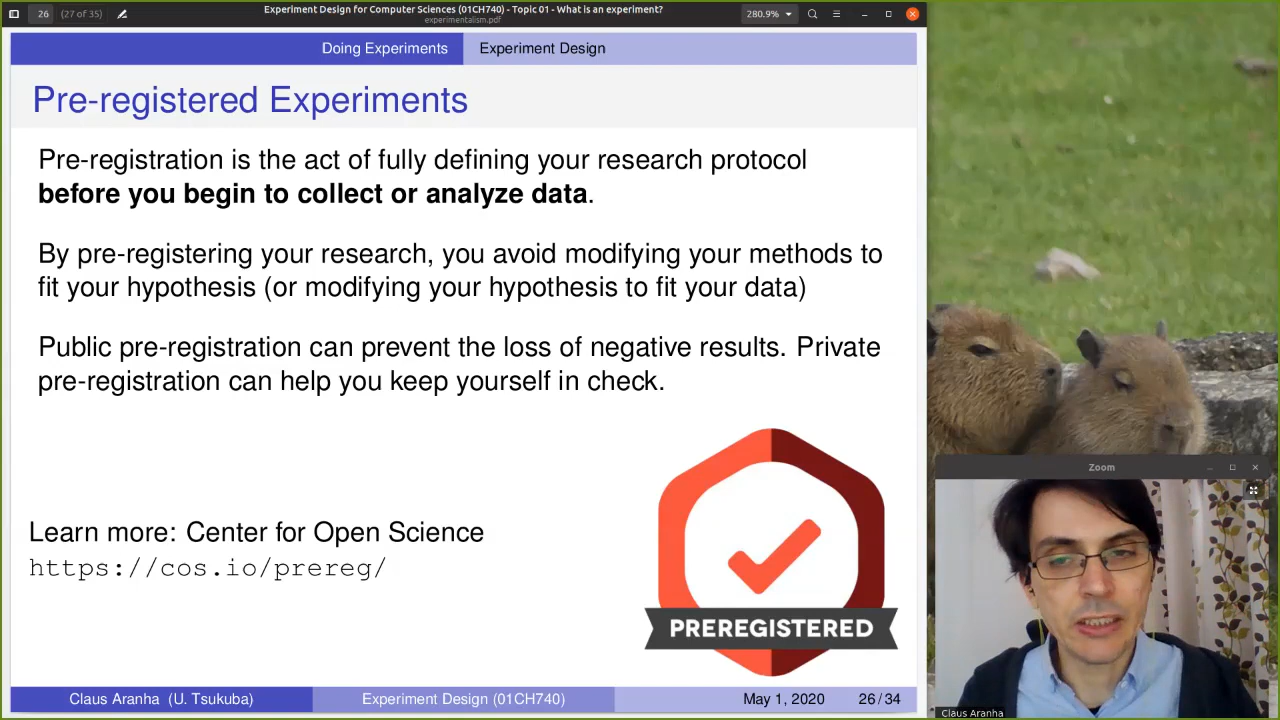 26 (27 of 35)
Experiment Design for Computer Sciences (01CH740) - Topic 01 - What is an experiment?
experimentalism.pdf
280.9%
Doing Experiments
Experiment Design
Pre-registered Experiments
Pre-registration is the act of fully defining your research protocol
before you begin to collect or analyze data.
By pre-registering your research, you avoid modifying your methods to
fit your hypothesis (or modifying your hypothesis to fit your data)
Public pre-registration can prevent the loss of negative results. Private
pre-registration can help you keep yourself in check.
Learn more: Center for Open Science
https://cos.io/prereg/
PREREGISTERED
Claus Aranha (U. Tsukuba)
Experiment Design (01CH740)
May 1, 2020
26/34
Zoom
Claus Aranha